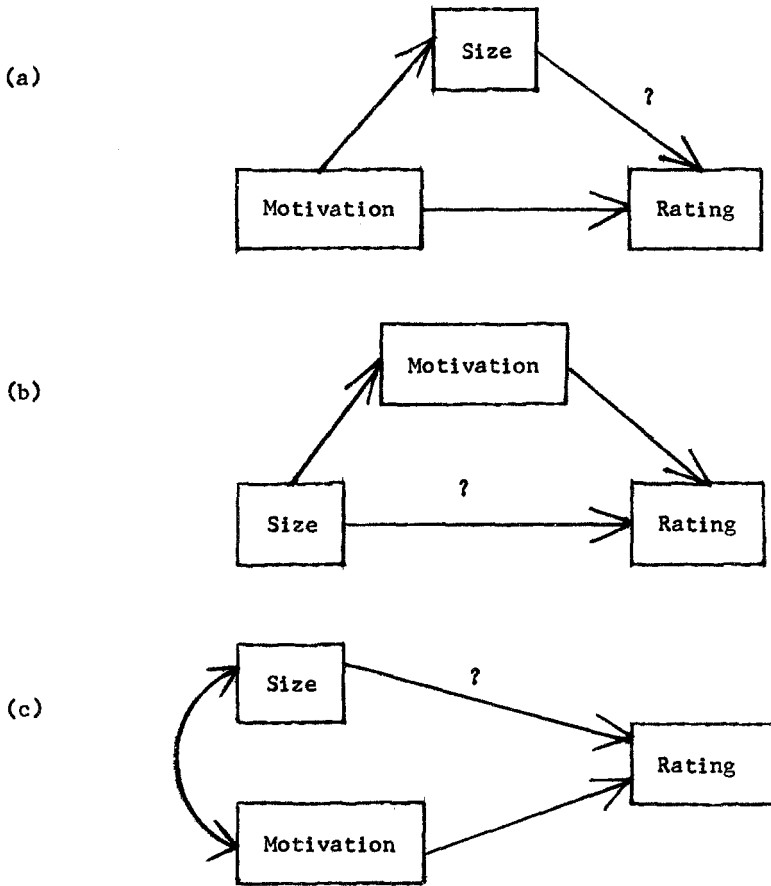 (a)
Size
?
Motivation
Rating
(b)
Motivation
?
Size
Rating
(c)
Size
?
Rating
Motivation